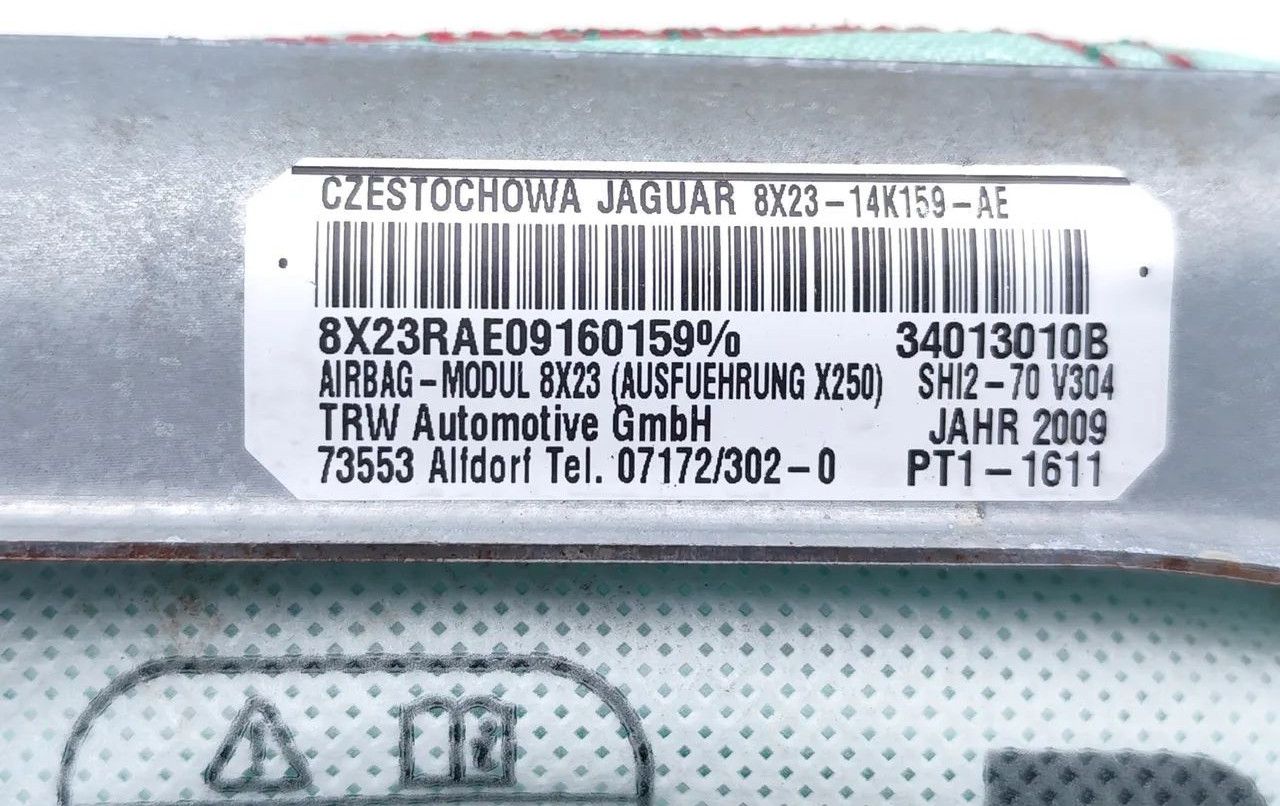 CZESTOCHOWA JAGUAR 8X23-14K159-AE
8X23RAE09160159% 34013010B
AIRBAG-MODUL 8X23 (AUSFUEHRUNG X250) SHI2-70 V304
TRW Automotive GmbH JAHR 2009
73553 Alfdorf Tel. 07172/302-0 PT1-1611